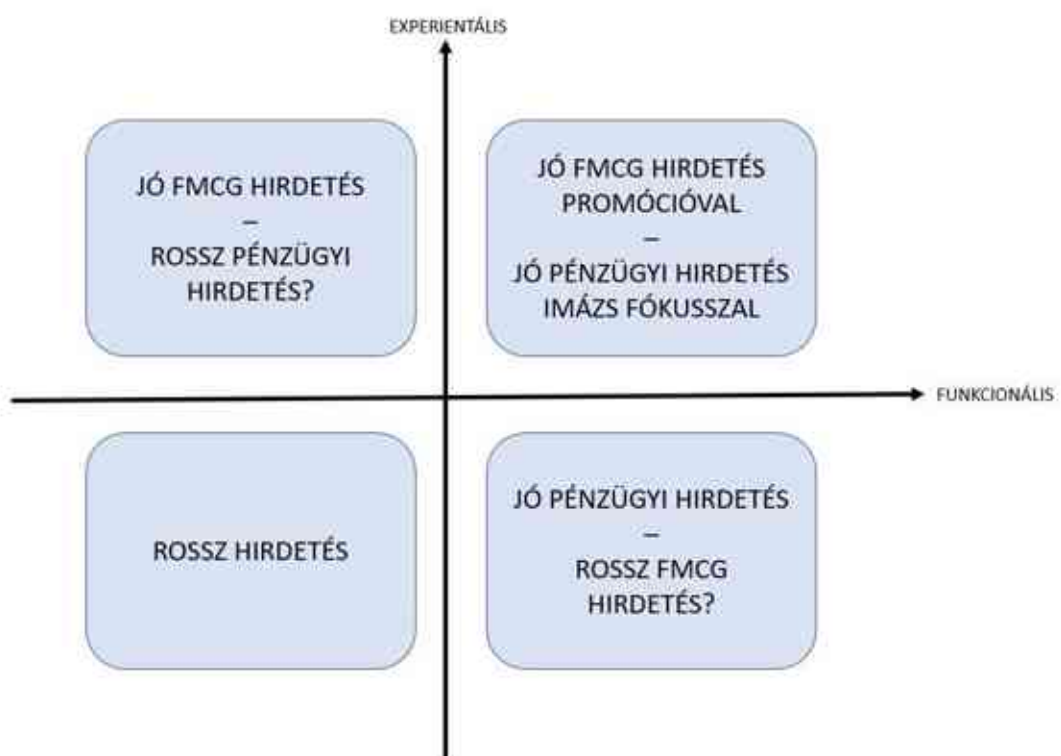 EXPERIENTÁLIS
JÓ FMCG HIRDETÉS
–
ROSSZ PÉNZÜGYI
HIRDETÉS?
JÓ FMCG HIRDETÉS
PROMÓCIÓVAL
–
JÓ PÉNZÜGYI HIRDETÉS
IMÁZS FÓKUSSZAL
FUNKCIONÁLIS
ROSSZ HIRDETÉS
JÓ PÉNZÜGYI HIRDETÉS
–
ROSSZ FMCG
HIRDETÉS?